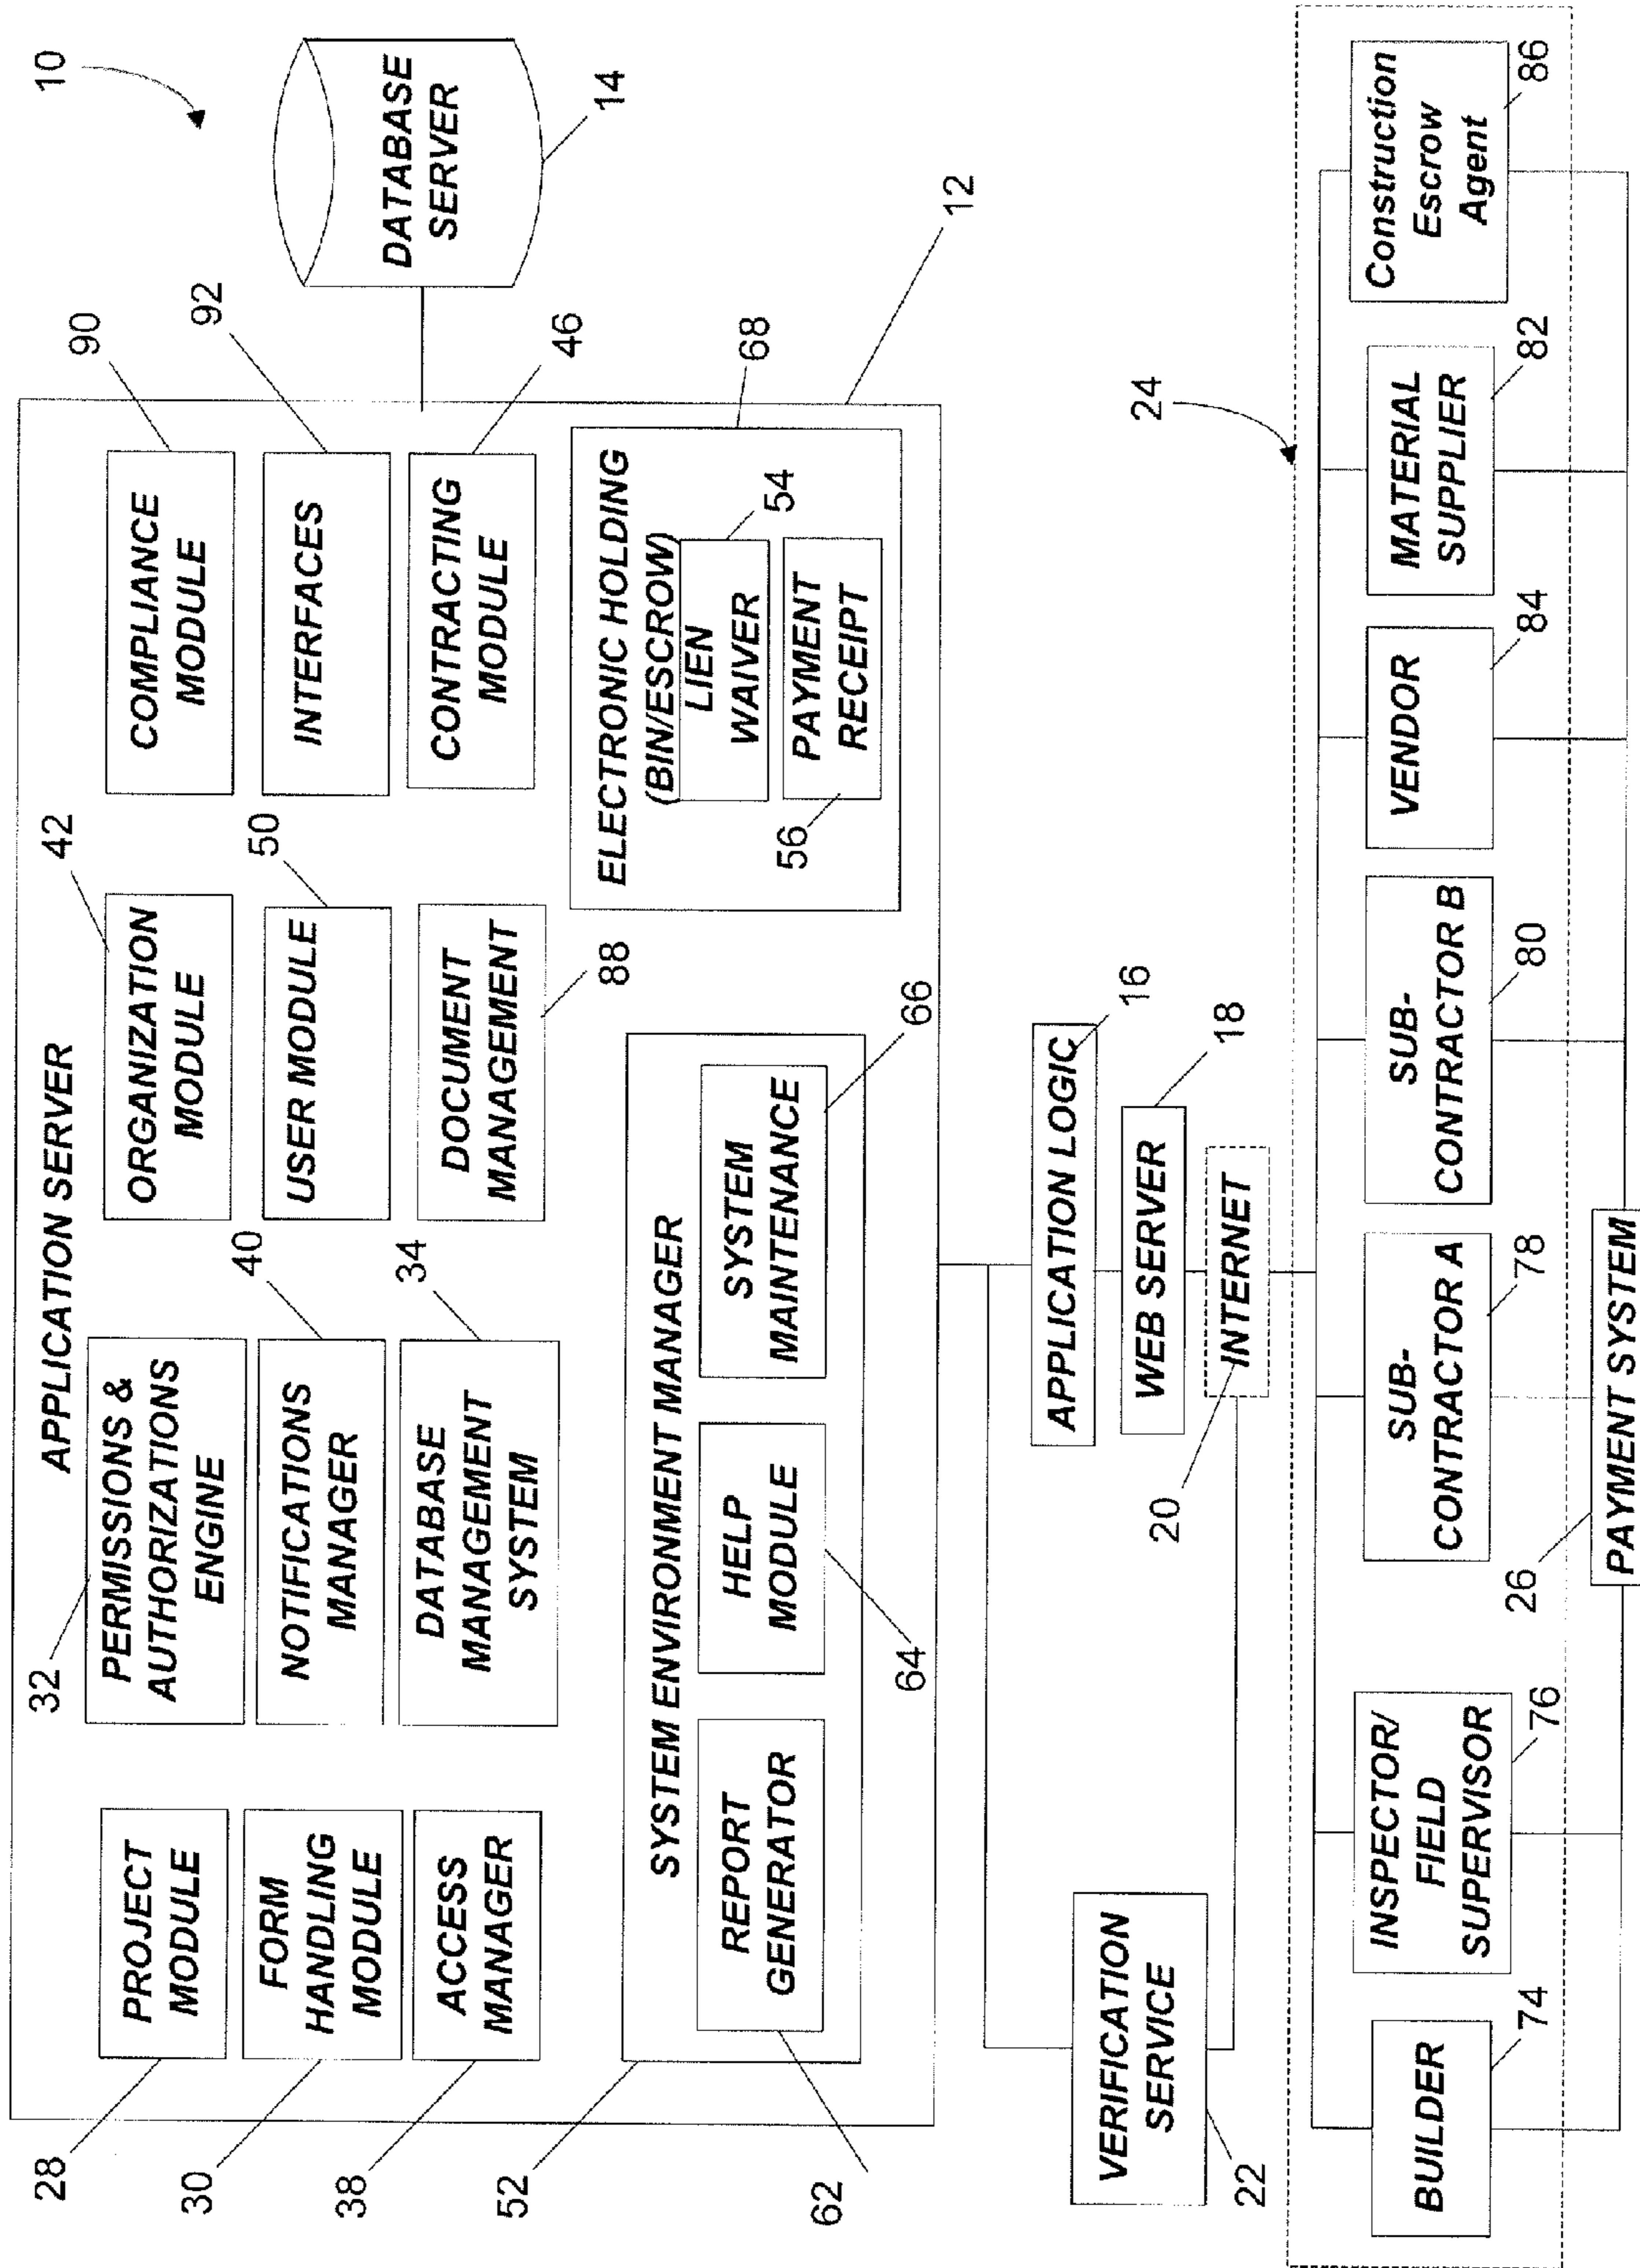 10
APPLICATION SERVER
28
PROJECT
MODULE
32
PERMISSIONS &
AUTHORIZATIONS
ENGINE
42
ORGANIZATION
MODULE
90
COMPLIANCE
MODULE
30
FORM
HANDLING
MODULE
40
NOTIFICATIONS
MANAGER
50
USER MODULE
92
INTERFACES
38
ACCESS
MANAGER
34
DATABASE
MANAGEMENT
SYSTEM
88
DOCUMENT
MANAGEMENT
46
CONTRACTING
MODULE
DATABASE
SERVER
14
52
SYSTEM ENVIRONMENT MANAGER
62
REPORT
GENERATOR
64
HELP
MODULE
66
SYSTEM
MAINTENANCE
68
ELECTRONIC HOLDING
(BIN/ESCROW)
54
LIEN
WAIVER
56
PAYMENT
RECEIPT
12
22
VERIFICATION
SERVICE
APPLICATION LOGIC
16
WEB SERVER
18
20
INTERNET
24
BUILDER
74
INSPECTOR/
FIELD
SUPERVISOR
76
SUB-
CONTRACTOR A
78
SUB-
CONTRACTOR B
80
VENDOR
84
MATERIAL
SUPPLIER
82
Construction
Escrow
Agent
86
26
PAYMENT SYSTEM